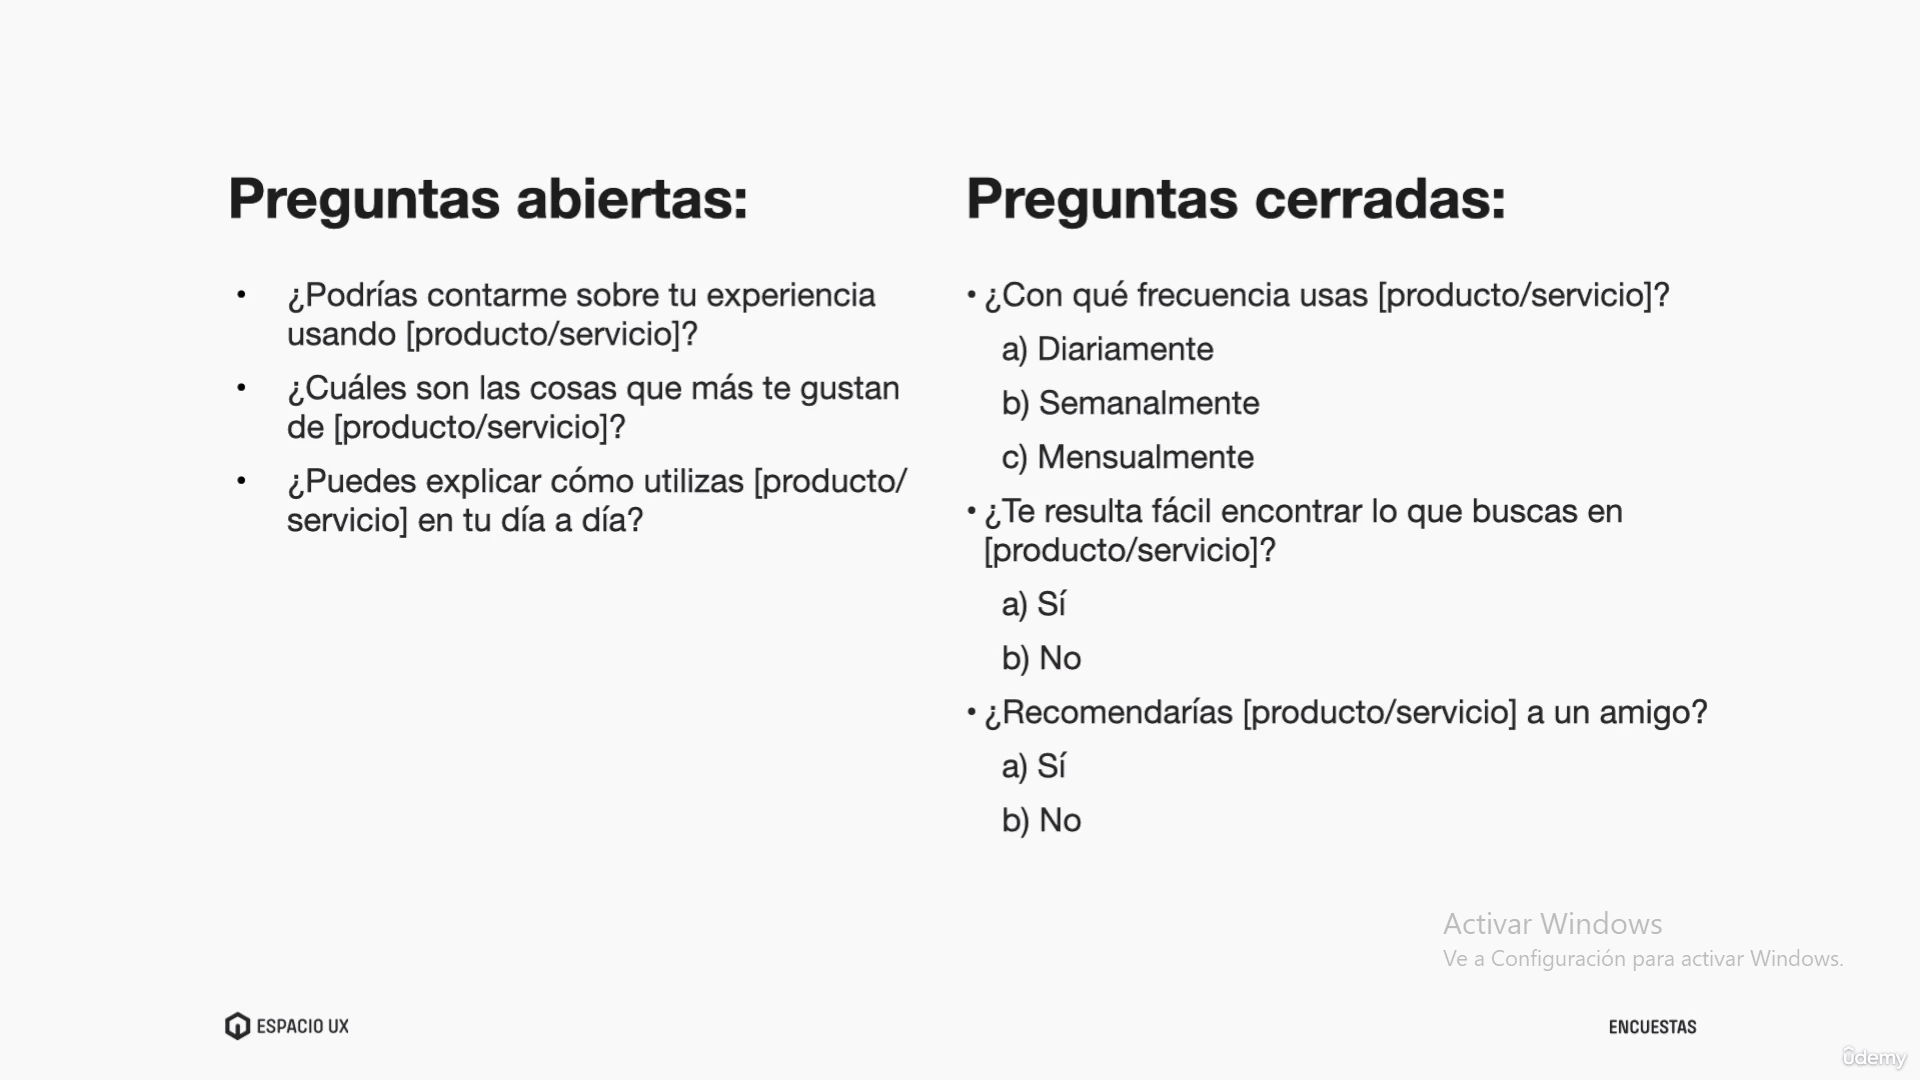 Preguntas abiertas:
• ¿Podrías contarme sobre tu experiencia
usando [producto/servicio]?
• ¿Cuáles son las cosas que más te gustan
de [producto/servicio]?
• ¿Puedes explicar cómo utilizas [producto/
servicio] en tu día a día?
Preguntas cerradas:
• ¿Con qué frecuencia usas [producto/servicio]?
a) Diariamente
b) Semanalmente
c) Mensualmente
• ¿Te resulta fácil encontrar lo que buscas en
[producto/servicio]?
a) Sí
b) No
• ¿Recomendarías [producto/servicio] a un amigo?
a) Sí
b) No
Activar Windows
Ve a Configuración para activar Windows.
ESPACIO UX
ENCUESTAS
ûdemy